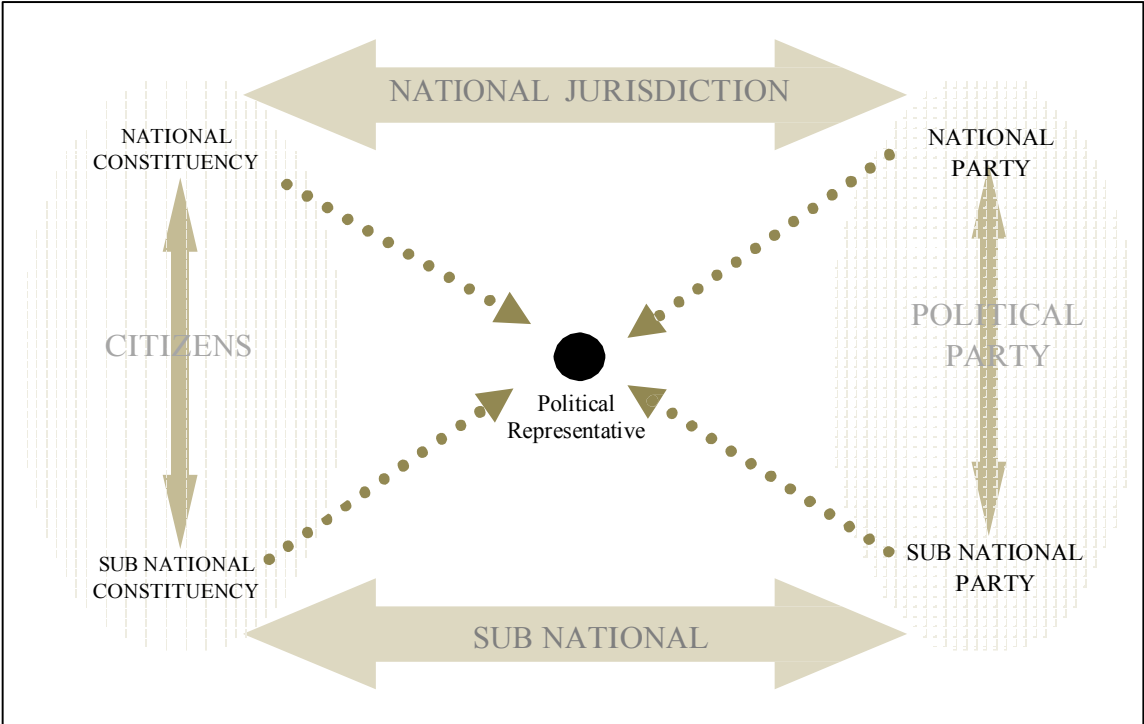 NATIONAL JURISDICTION
NATIONAL
CONSTITUENCY
NATIONAL
PARTY
CITIZENS
POLITICAL
PARTY
Political
Representative
SUB NATIONAL
CONSTITUENCY
SUB NATIONAL
PARTY
SUB NATIONAL